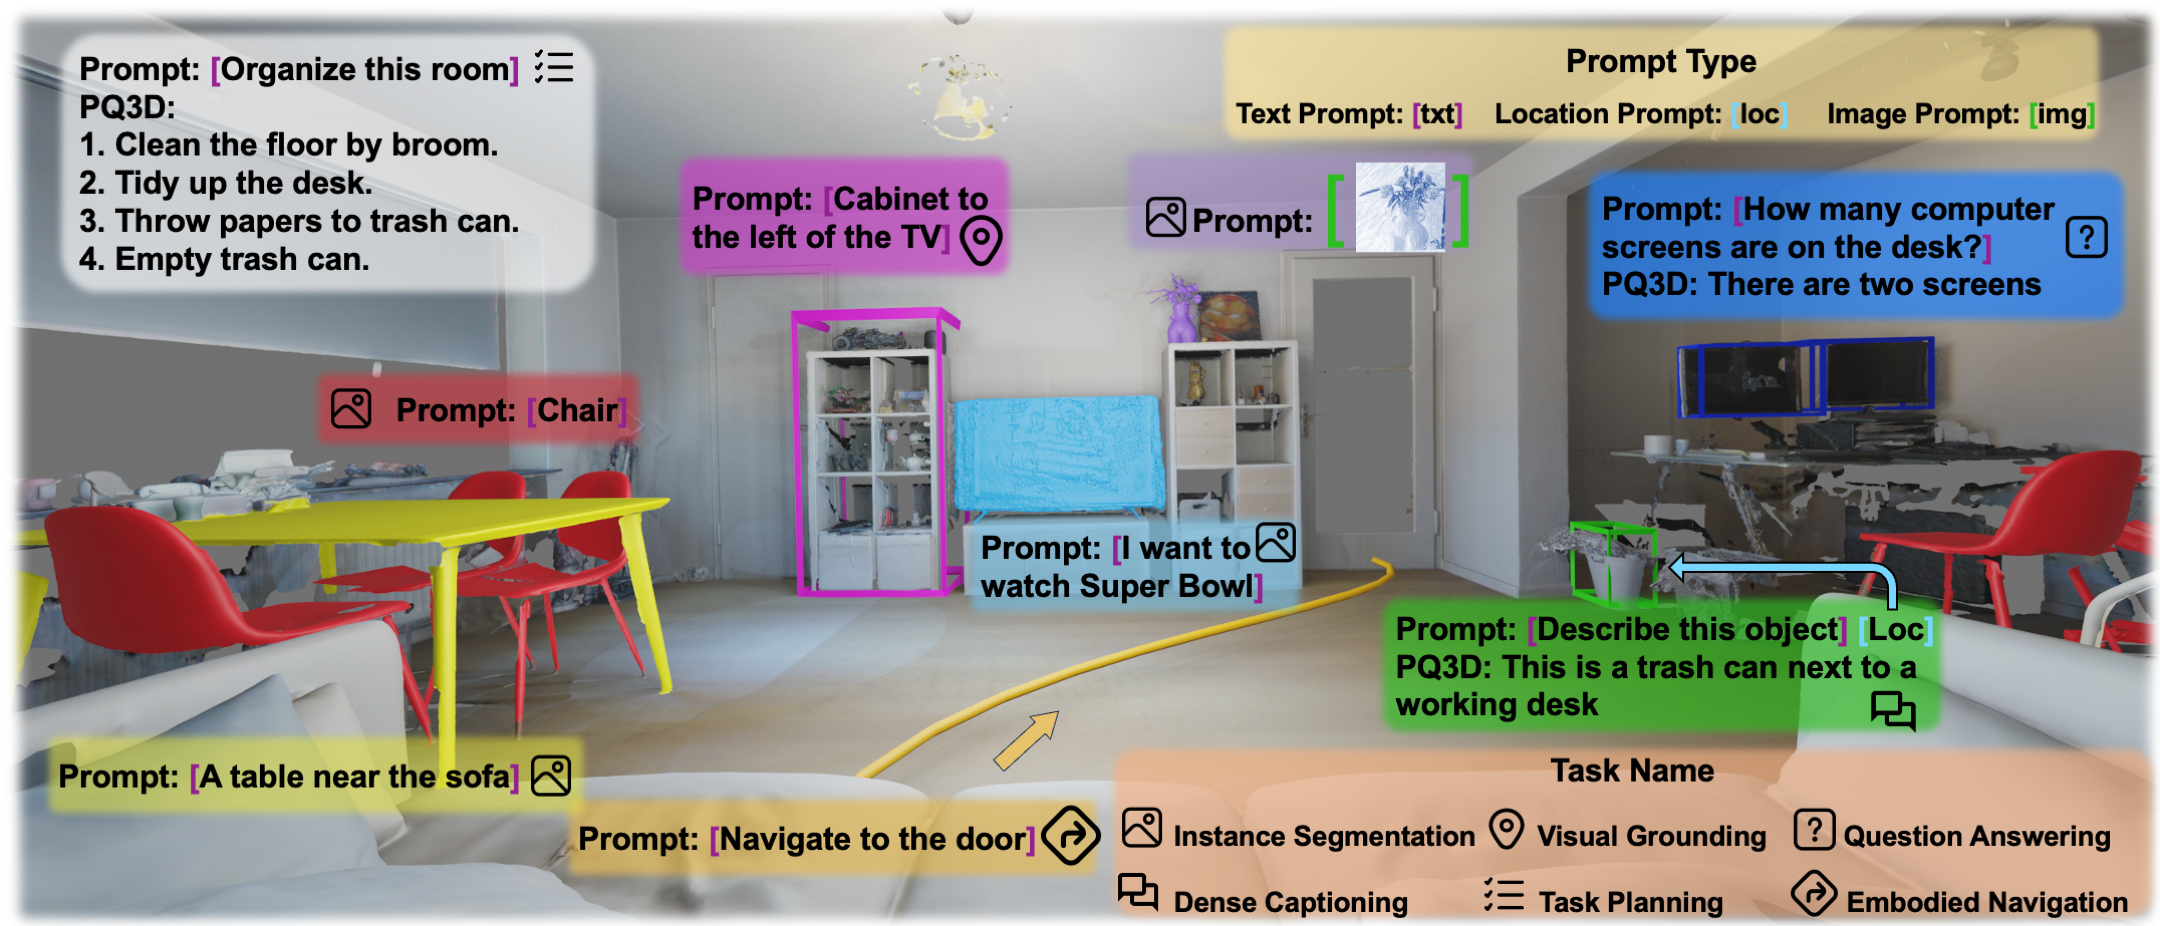 Prompt: [Organize this room]
PQ3D:
1. Clean the floor by broom.
2. Tidy up the desk.
3. Throw papers to trash can.
4. Empty trash can.
Prompt Type
Text Prompt: [txt] Location Prompt: [loc] Image Prompt: [img]
Prompt: [Cabinet to
the left of the TV]
Prompt: [ ]
Prompt: [How many computer
screens are on the desk?]
PQ3D: There are two screens
Prompt: [Chair]
Prompt: [I want to
watch Super Bowl]
Prompt: [Describe this object] [Loc]
PQ3D: This is a trash can next to a
working desk
Prompt: [A table near the sofa]
Prompt: [Navigate to the door]
Task Name
Instance Segmentation Visual Grounding ? Question Answering
Dense Captioning Task Planning Embodied Navigation